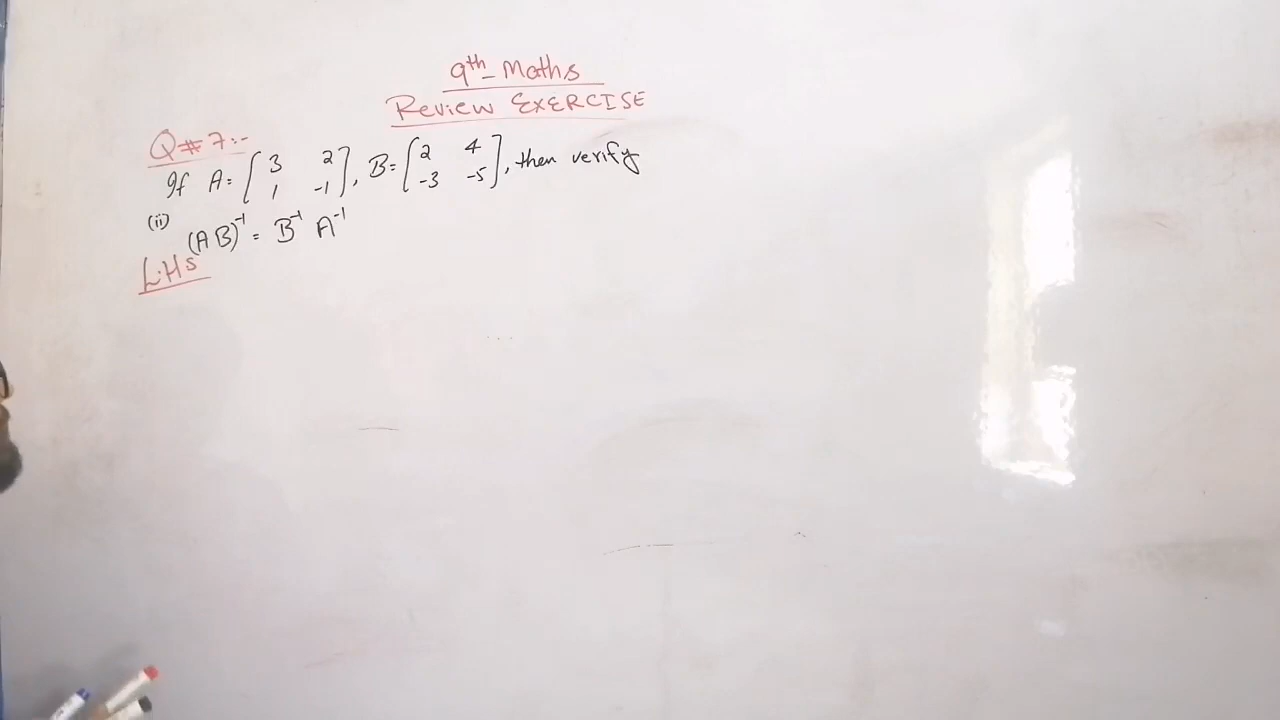 9th_ Maths
Review EXERCISE
Q#7:-
If A = [3 2 1 -1], B = [2 4 -3 -5], then verify
(ii)
(AB)⁻¹ = B⁻¹ A⁻¹
L.H.S